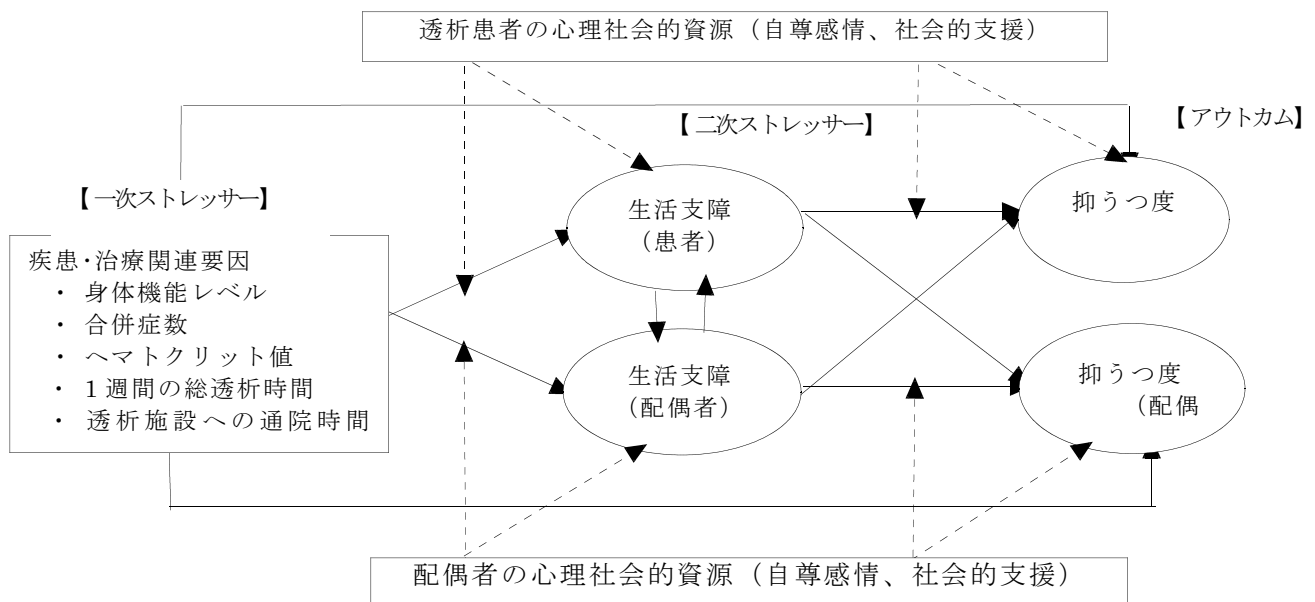 透析患者の心理社会的資源（自尊感情、社会的支援）
【二次ストレッサー】
【アウトカム】
【一次ストレッサー】
疾患･治療関連要因
・ 身体機能レベル
・ 合併症数
・ ヘマトクリット値
・ 1週間の総透析時間
・ 透析施設への通院時間
生活支障
（患者）
抑うつ度
生活支障
（配偶者）
抑うつ度
（配偶
配偶者の心理社会的資源（自尊感情、社会的支援）